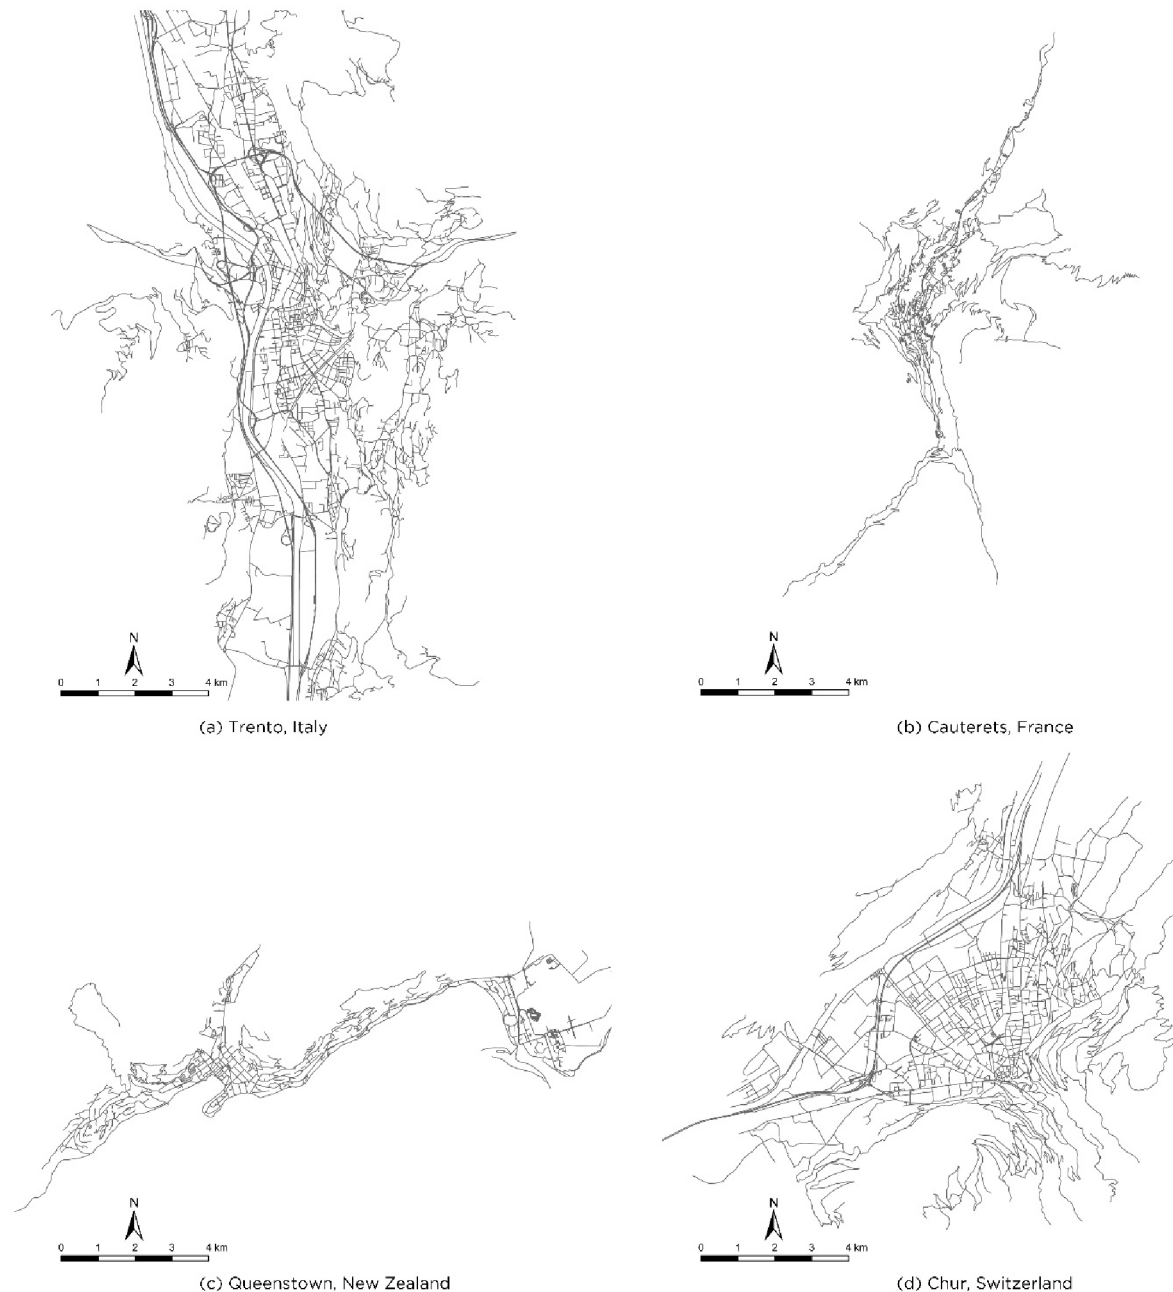 N
0 1 2 3 4 km
(a) Trento, Italy
N
0 1 2 3 4 km
(b) Cauterets, France
N
0 1 2 3 4 km
(c) Queenstown, New Zealand
N
0 1 2 3 4 km
(d) Chur, Switzerland